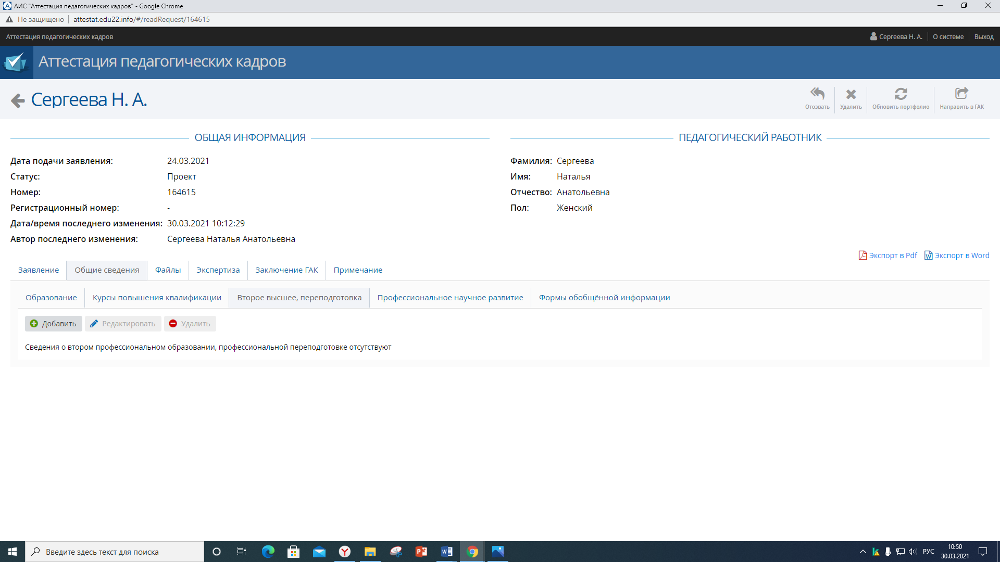 АИС "Аттестация педагогических кадров" - Google Chrome
Не защищено attestat.edu22.info/#/readRequest/164615
Аттестация педагогических кадров Сергеева Н. А. О системе Выход
Аттестация педагогических кадров
Сергеева Н. А.
Отозвать Удалить Обновить портфолио Направить в ГАК
ОБЩАЯ ИНФОРМАЦИЯ
Дата подачи заявления: 24.03.2021
Статус: Проект
Номер: 164615
Регистрационный номер: -
Дата/время последнего изменения: 30.03.2021 10:12:29
Автор последнего изменения: Сергеева Наталья Анатольевна
ПЕДАГОГИЧЕСКИЙ РАБОТНИК
Фамилия: Сергеева
Имя: Наталья
Отчество: Анатольевна
Пол: Женский
Экспорт в Pdf Экспорт в Word
Заявление Общие сведения Файлы Экспертиза Заключение ГАК Примечание
Образование Курсы повышения квалификации Второе высшее, переподготовка Профессиональное научное развитие Формы обобщённой информации
Добавить Редактировать Удалить
Сведения о втором профессиональном образовании, профессиональной переподготовке отсутствуют
Введите здесь текст для поиска
РУС
10:50
30.03.2021